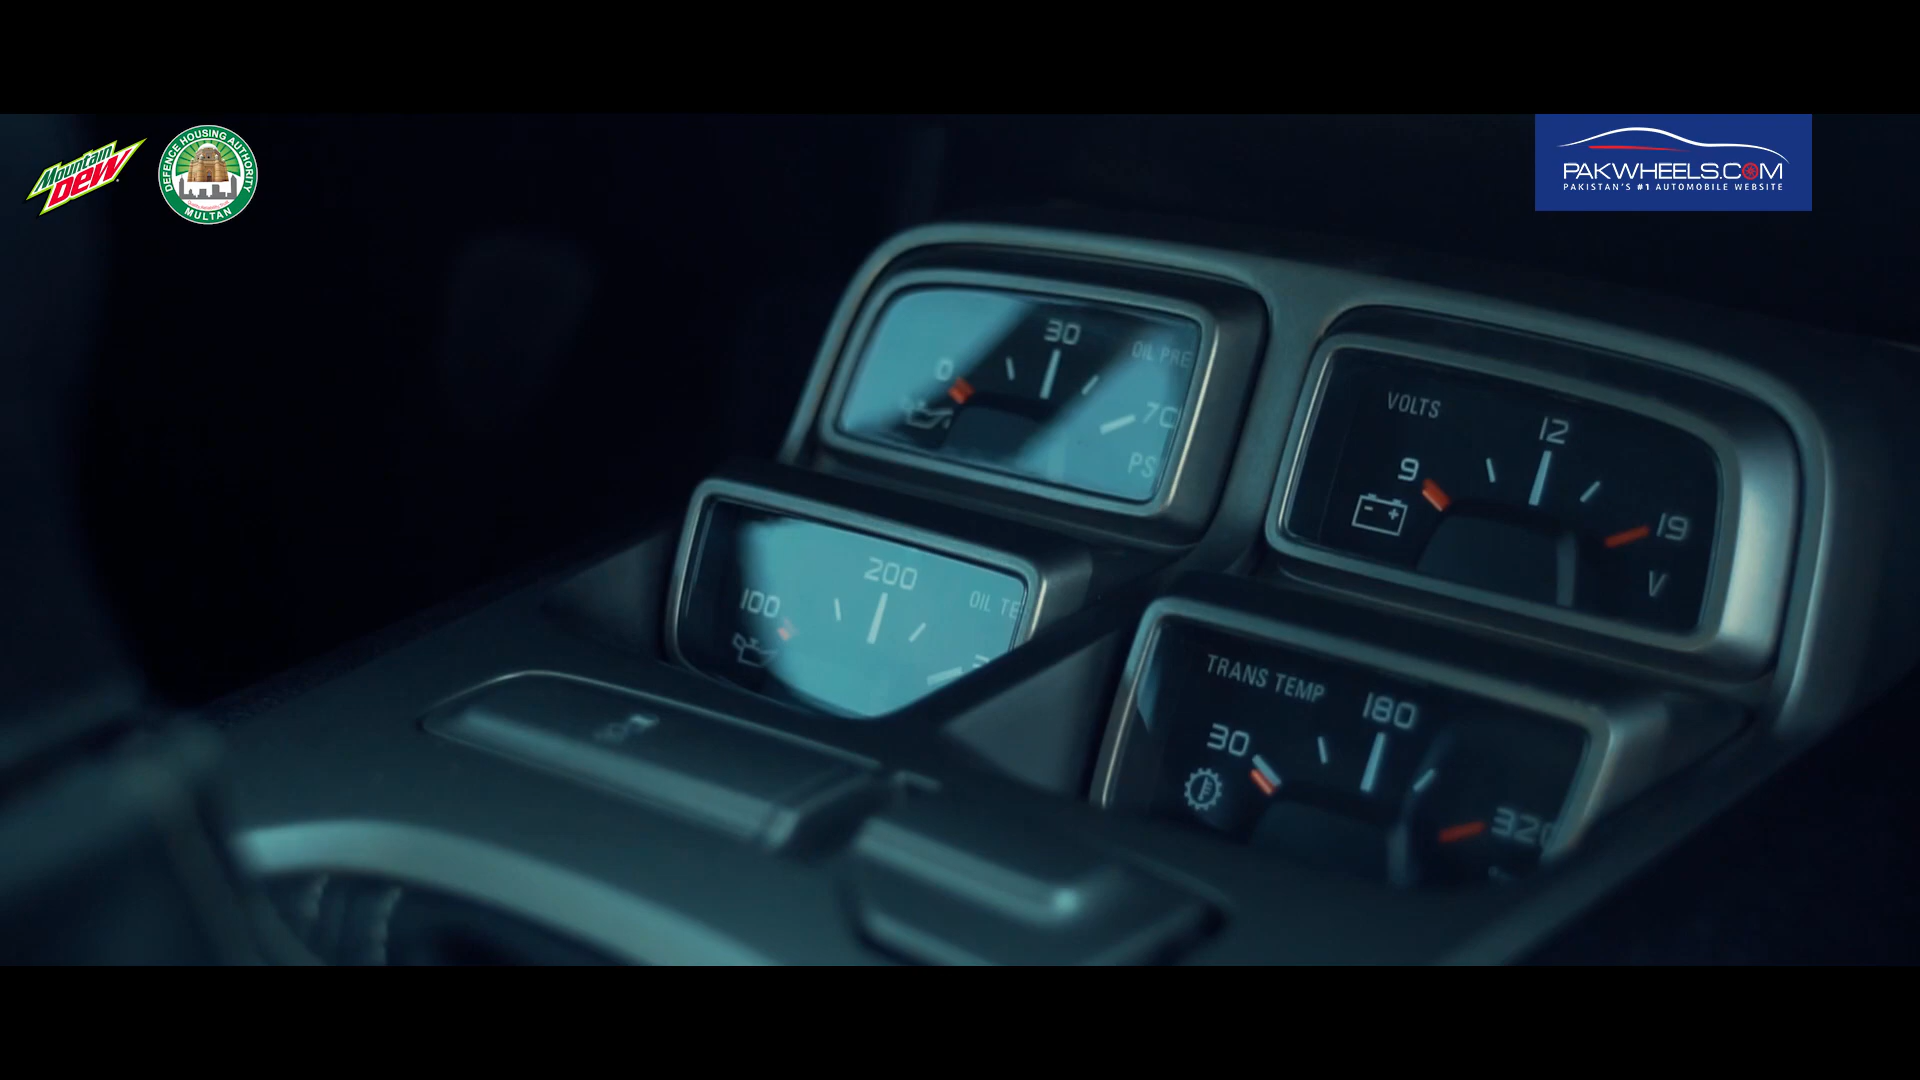 Mountain
DEW
DEFENCE HOUSING AUTHORITY
MULTAN
PAKWHEELS.COM
PAKISTAN'S #1 AUTOMOBILE WEBSITE
0
30
OIL PRE
70
PS
VOLTS
9
12
19
V
100
200
OIL TE
TRANS TEMP
30
180
320